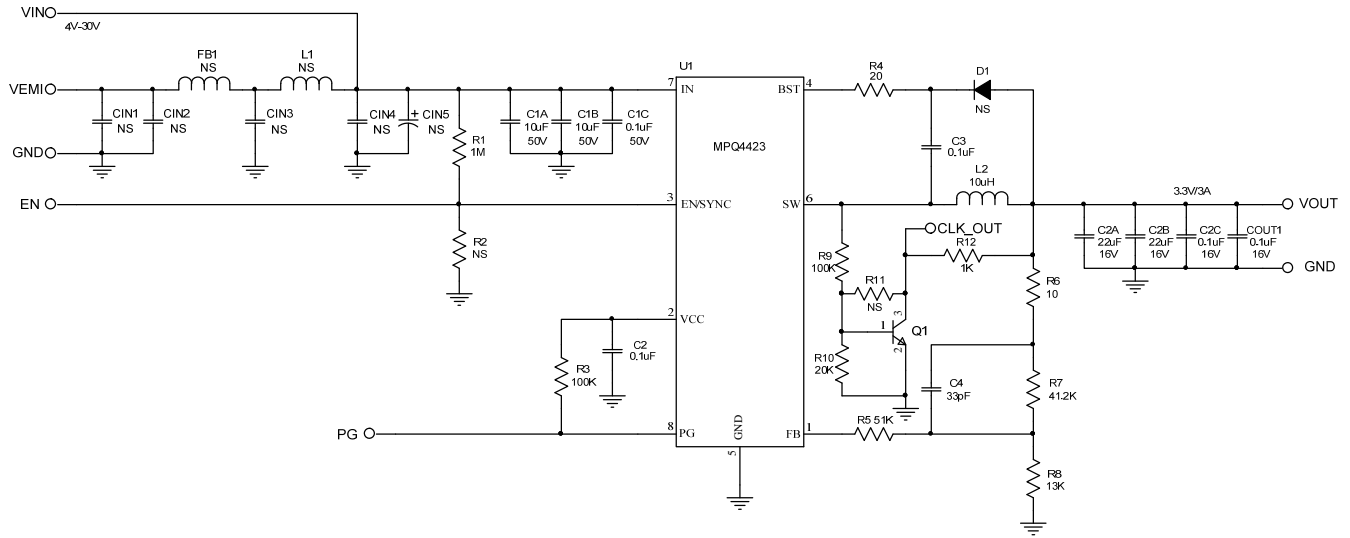 VIN
4V-30V
FB1
NS
L1
NS
VEMI
CIN1
NS
CIN2
NS
CIN3
NS
CIN4
NS
+
CIN5
NS
GND
R1
1M
C1A
10uF
50V
C1B
10uF
50V
C1C
0.1uF
50V
EN
R2
NS
C2
0.1uF
R3
100K
PG
U1
MPQ4423
7
IN
3
EN/SYNC
2
VCC
8
PG
GND
5
4
BST
6
SW
1
FB
R4
20
D1
NS
C3
0.1uF
L2
10uH
3.3V/3A
VOUT
CLK_OUT
R12
1K
R9
100K
R11
NS
3
1
2
Q1
R10
20K
C2A
22uF
16V
C2B
22uF
16V
C2C
0.1uF
16V
COUT1
0.1uF
16V
GND
R6
10
C4
33pF
R7
41.2K
R5 51K
R8
13K